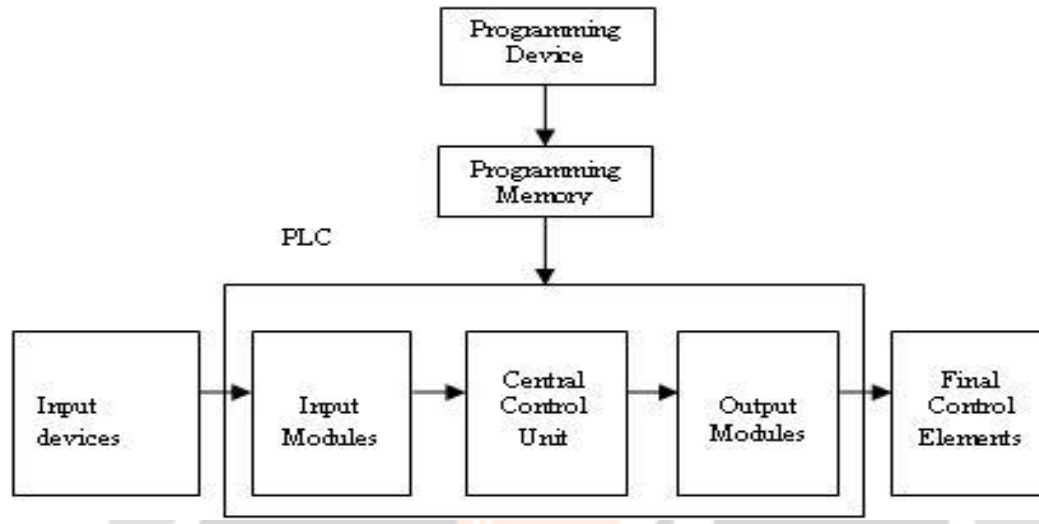 Programming
Device
Programming
Memory
PLC
Input
devices
Input
Modules
Central
Control
Unit
Output
Modules
Final
Control
Elements